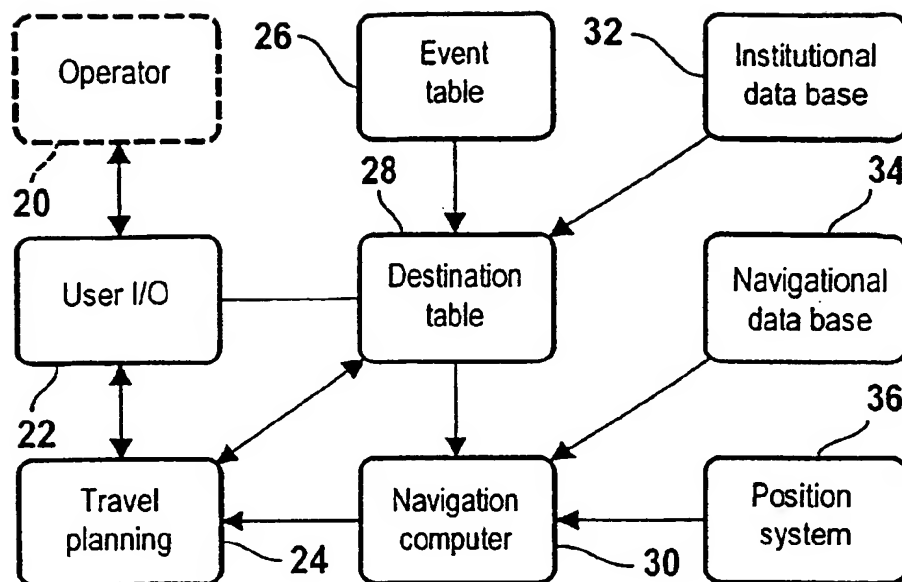 26
32
Operator
Event
table
Institutional
data base
20
28
34
User I/O
Destination
table
Navigational
data base
22
36
Travel
planning
Navigation
computer
Position
system
24
30